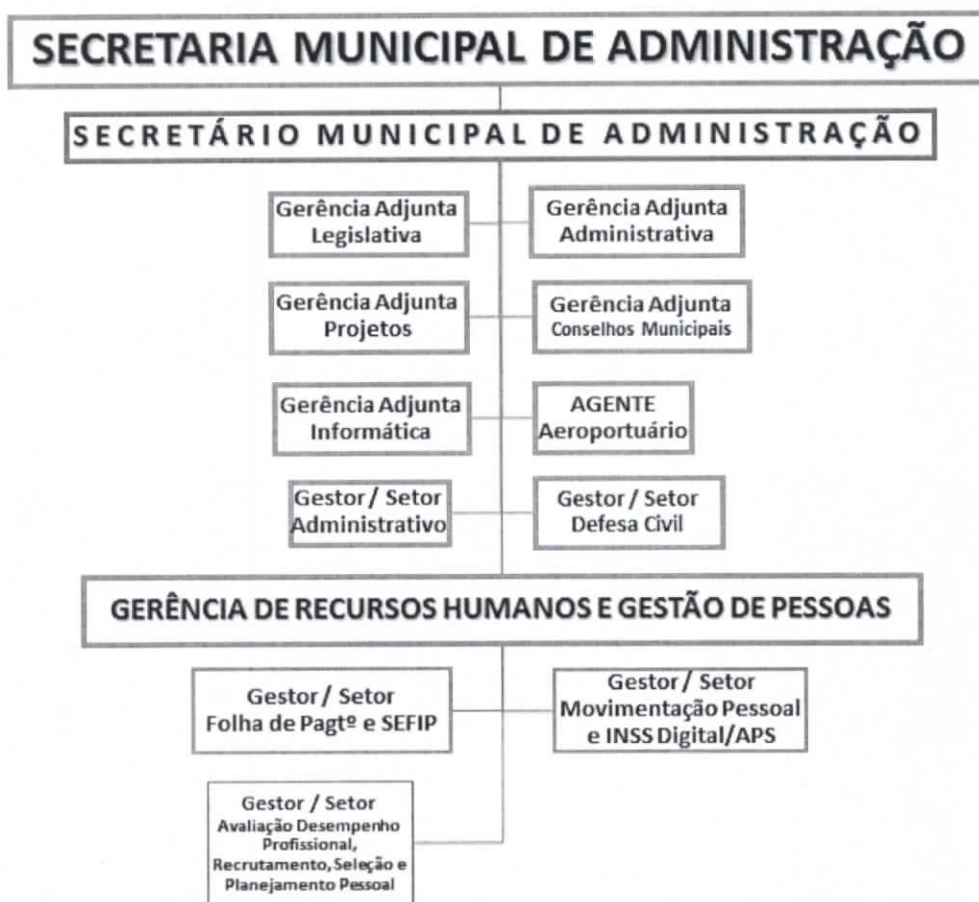 SECRETARIA MUNICIPAL DE ADMINISTRAÇÃO
SECRETÁRIO MUNICIPAL DE ADMINISTRAÇÃO
Gerência Adjunta
Legislativa
Gerência Adjunta
Administrativa
Gerência Adjunta
Projetos
Gerência Adjunta
Conselhos Municipais
Gerência Adjunta
Informática
AGENTE
Aeroportuário
Gestor / Setor
Administrativo
Gestor / Setor
Defesa Civil
GERÊNCIA DE RECURSOS HUMANOS E GESTÃO DE PESSOAS
Gestor / Setor
Folha de Pagtº e SEFIP
Gestor / Setor
Movimentação Pessoal
e INSS Digital/APS
Gestor / Setor
Avaliação Desempenho
Profissional,
Recrutamento, Seleção e
Planejamento Pessoal